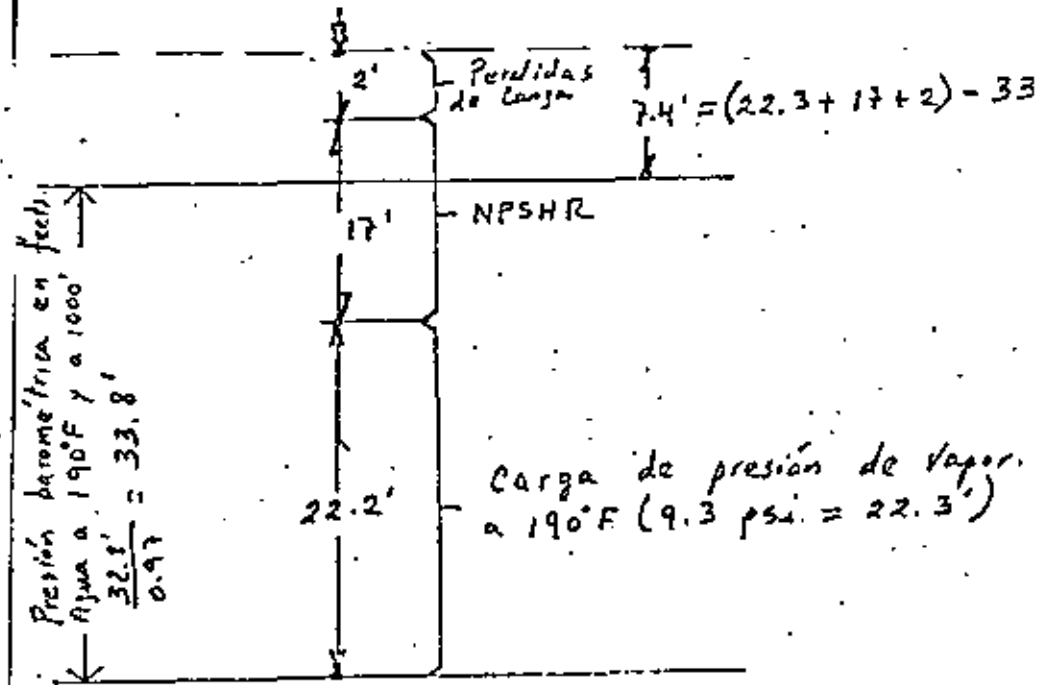 2'
Perdidas
de Carga
7.4' = (22.3 + 17 + 2) - 33
17'
NPSHR
Presión barométrica en feets.
Agua a 190°F y a 1000'
32.8'
0.97
= 33.8'
22.2'
Carga de presión de vapor.
a 190°F (9.3 psi. = 22.3')